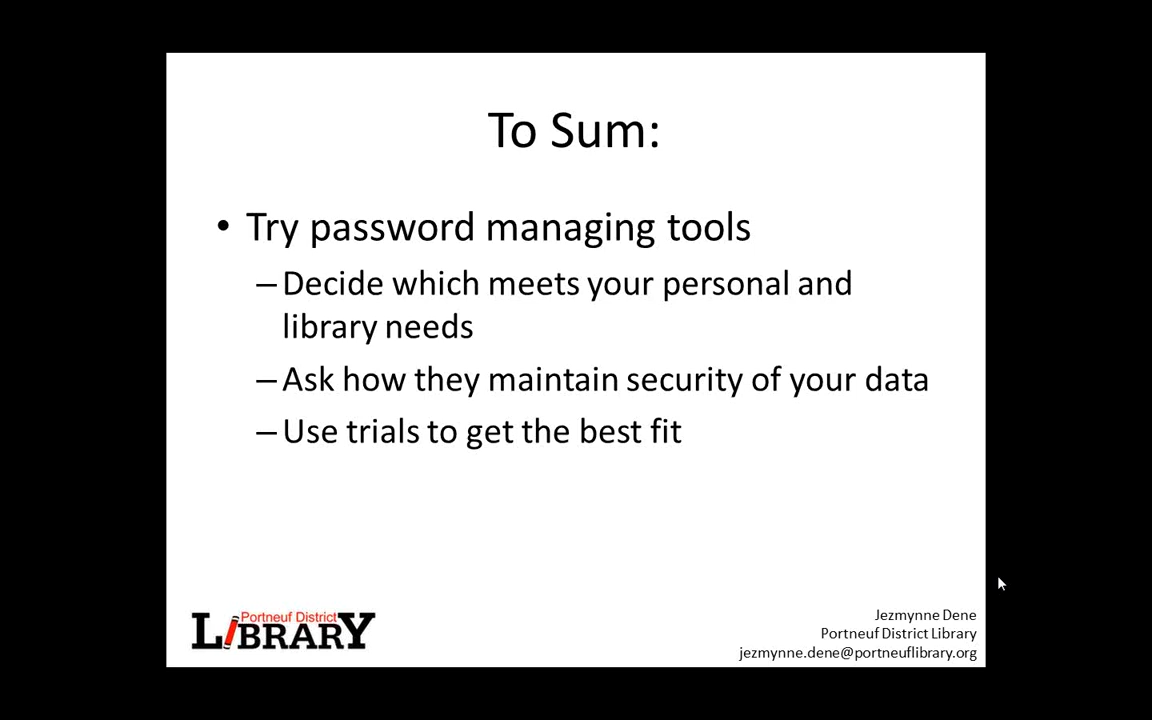 To Sum:
• Try password managing tools
– Decide which meets your personal and
library needs
– Ask how they maintain security of your data
– Use trials to get the best fit
Portneuf District
LIBRARY
Jezmynne Dene
Portneuf District Library
jezmynne.dene@portneuflibrary.org